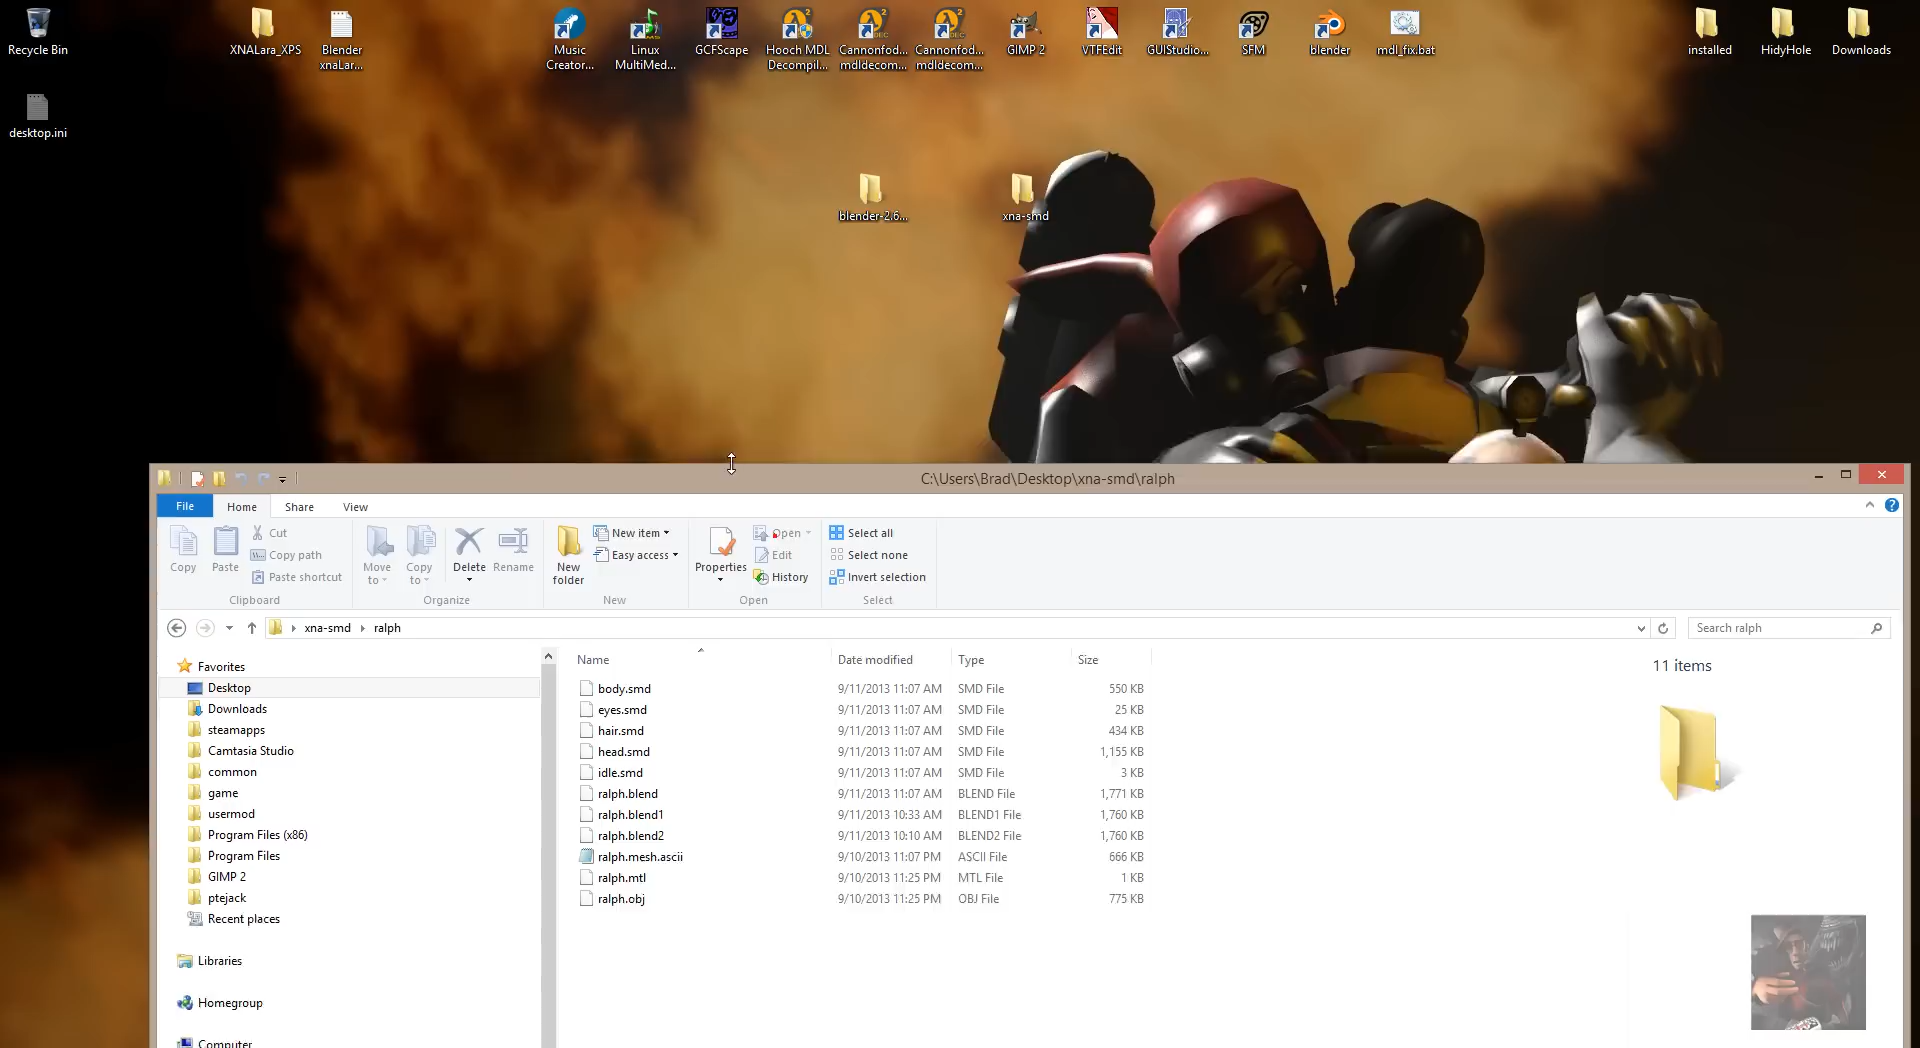 Recycle Bin
XNALara_XPS
Blender
xnaLar...
Music
Creator...
Linux
MultiMed...
GCFScape
Hooch MDL
Decompil...
Cannonfod...
mdldecom...
Cannonfod...
mdldecom...
GIMP 2
VTFEdit
GUIStudio...
SFM
blender
mdl_fix.bat
installed
HidyHole
Downloads
desktop.ini
blender-2.6...
xna-smd
C:\Users\Brad\Desktop\xna-smd\ralph
File
Home
Share
View
Copy
Paste
Cut
Copy path
Paste shortcut
Clipboard
Move
to
Copy
to
Delete
Rename
Organize
New
folder
New item
Easy access
New
Properties
Open
Edit
History
Open
Select all
Select none
Invert selection
Select
xna-smd
ralph
Search ralph
Favorites
Desktop
Downloads
steamapps
Camtasia Studio
common
game
usermod
Program Files (x86)
Program Files
GIMP 2
ptejack
Recent places
Libraries
Homegroup
Computer
Name Date modified Type Size
body.smd 9/11/2013 11:07 AM SMD File 550 KB
eyes.smd 9/11/2013 11:07 AM SMD File 25 KB
hair.smd 9/11/2013 11:07 AM SMD File 434 KB
head.smd 9/11/2013 11:07 AM SMD File 1,155 KB
idle.smd 9/11/2013 11:07 AM SMD File 3 KB
ralph.blend 9/11/2013 11:07 AM BLEND File 1,771 KB
ralph.blend1 9/11/2013 10:33 AM BLEND1 File 1,760 KB
ralph.blend2 9/11/2013 10:10 AM BLEND2 File 1,760 KB
ralph.mesh.ascii 9/10/2013 11:07 PM ASCII File 666 KB
ralph.mtl 9/10/2013 11:25 PM MTL File 1 KB
ralph.obj 9/10/2013 11:25 PM OBJ File 775 KB
11 items